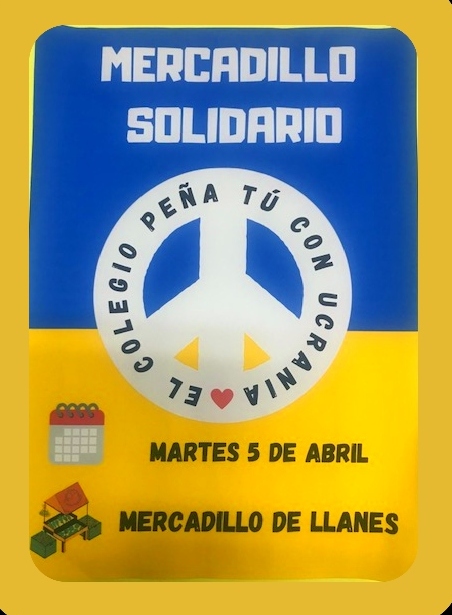 MERCADILLO
SOLIDARIO
EL COLEGIO PEÑA TÚ CON UCRANIA
MARTES 5 DE ABRIL
MERCADILLO DE LLANES